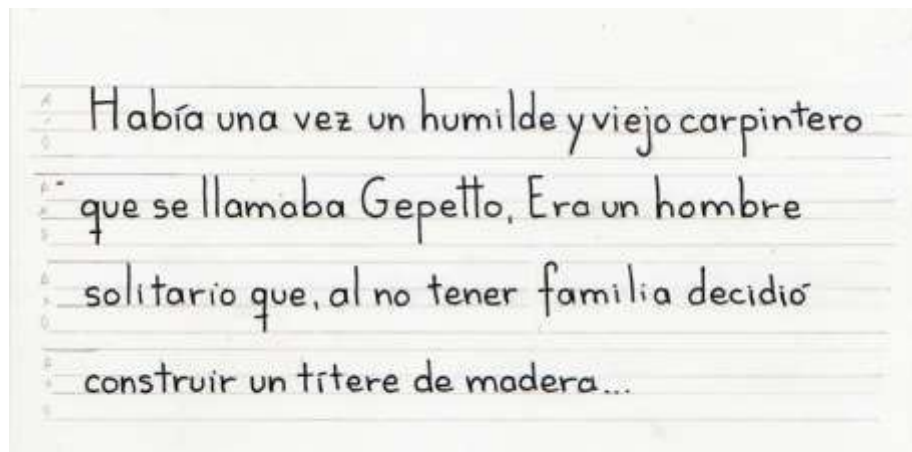 Había una vez un humilde y viejo carpintero
que se llamaba Gepetto. Era un hombre
solitario que, al no tener familia decidió
construir un títere de madera...